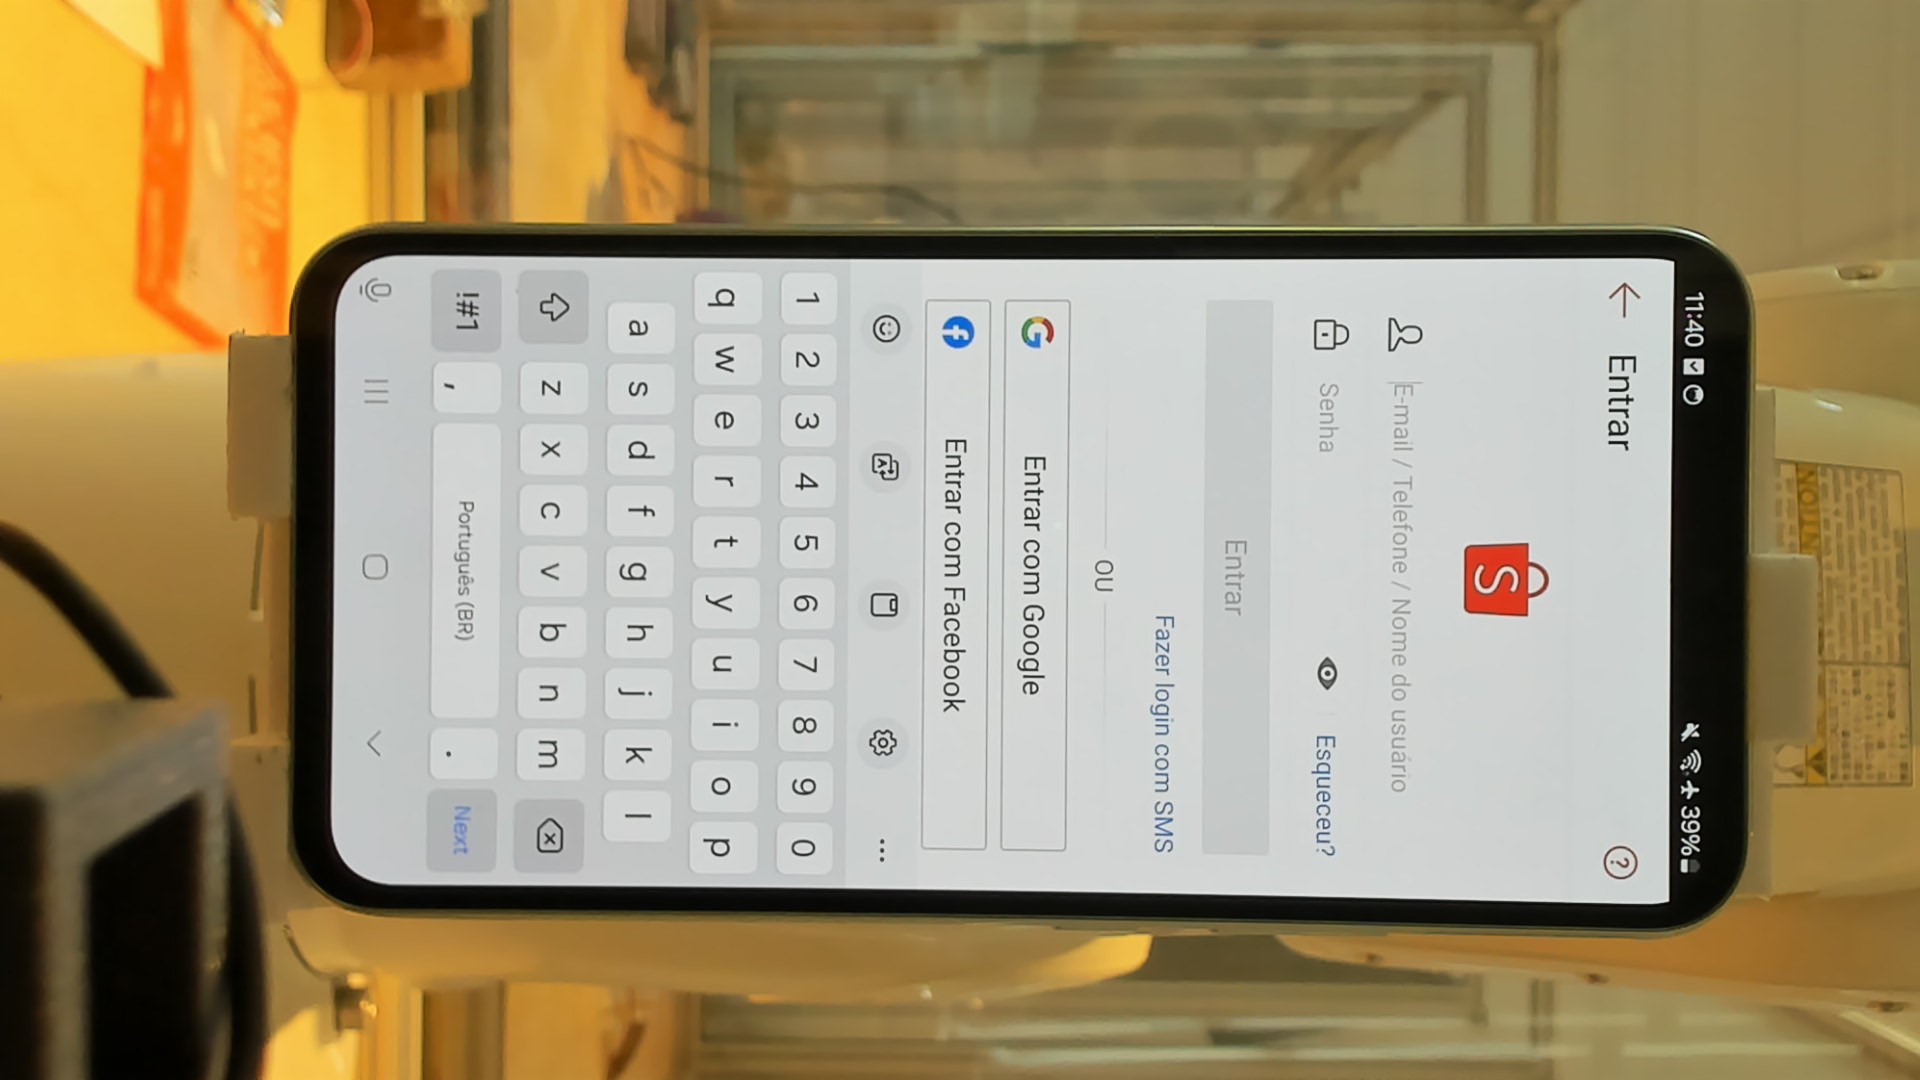 11:40
39%
Entrar
?
S
E-mail / Telefone / Nome do usuário
Senha
Esqueceu?
Entrar
Fazer login com SMS
OU
G Entrar com Google
f Entrar com Facebook
1 2 3 4 5 6 7 8 9 0
q w e r t y u i o p
a s d f g h j k l
z x c v b n m
!#1 , Português (BR) . Next